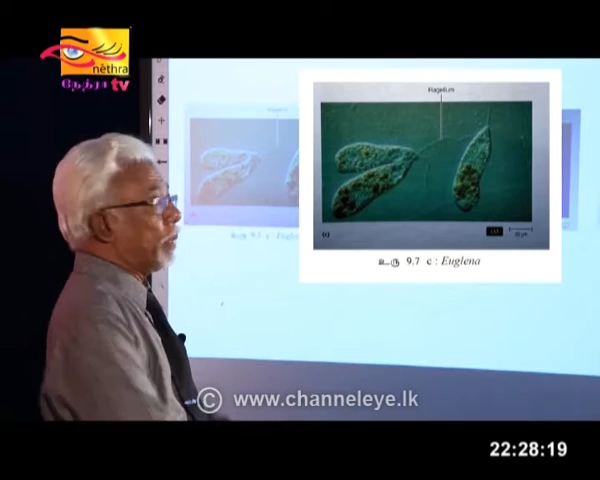 nēthra
நேத்ரா tv
Flagellum
(c)
உரு 9.7 c : Euglena
© www.channeleye.lk
22:28:19